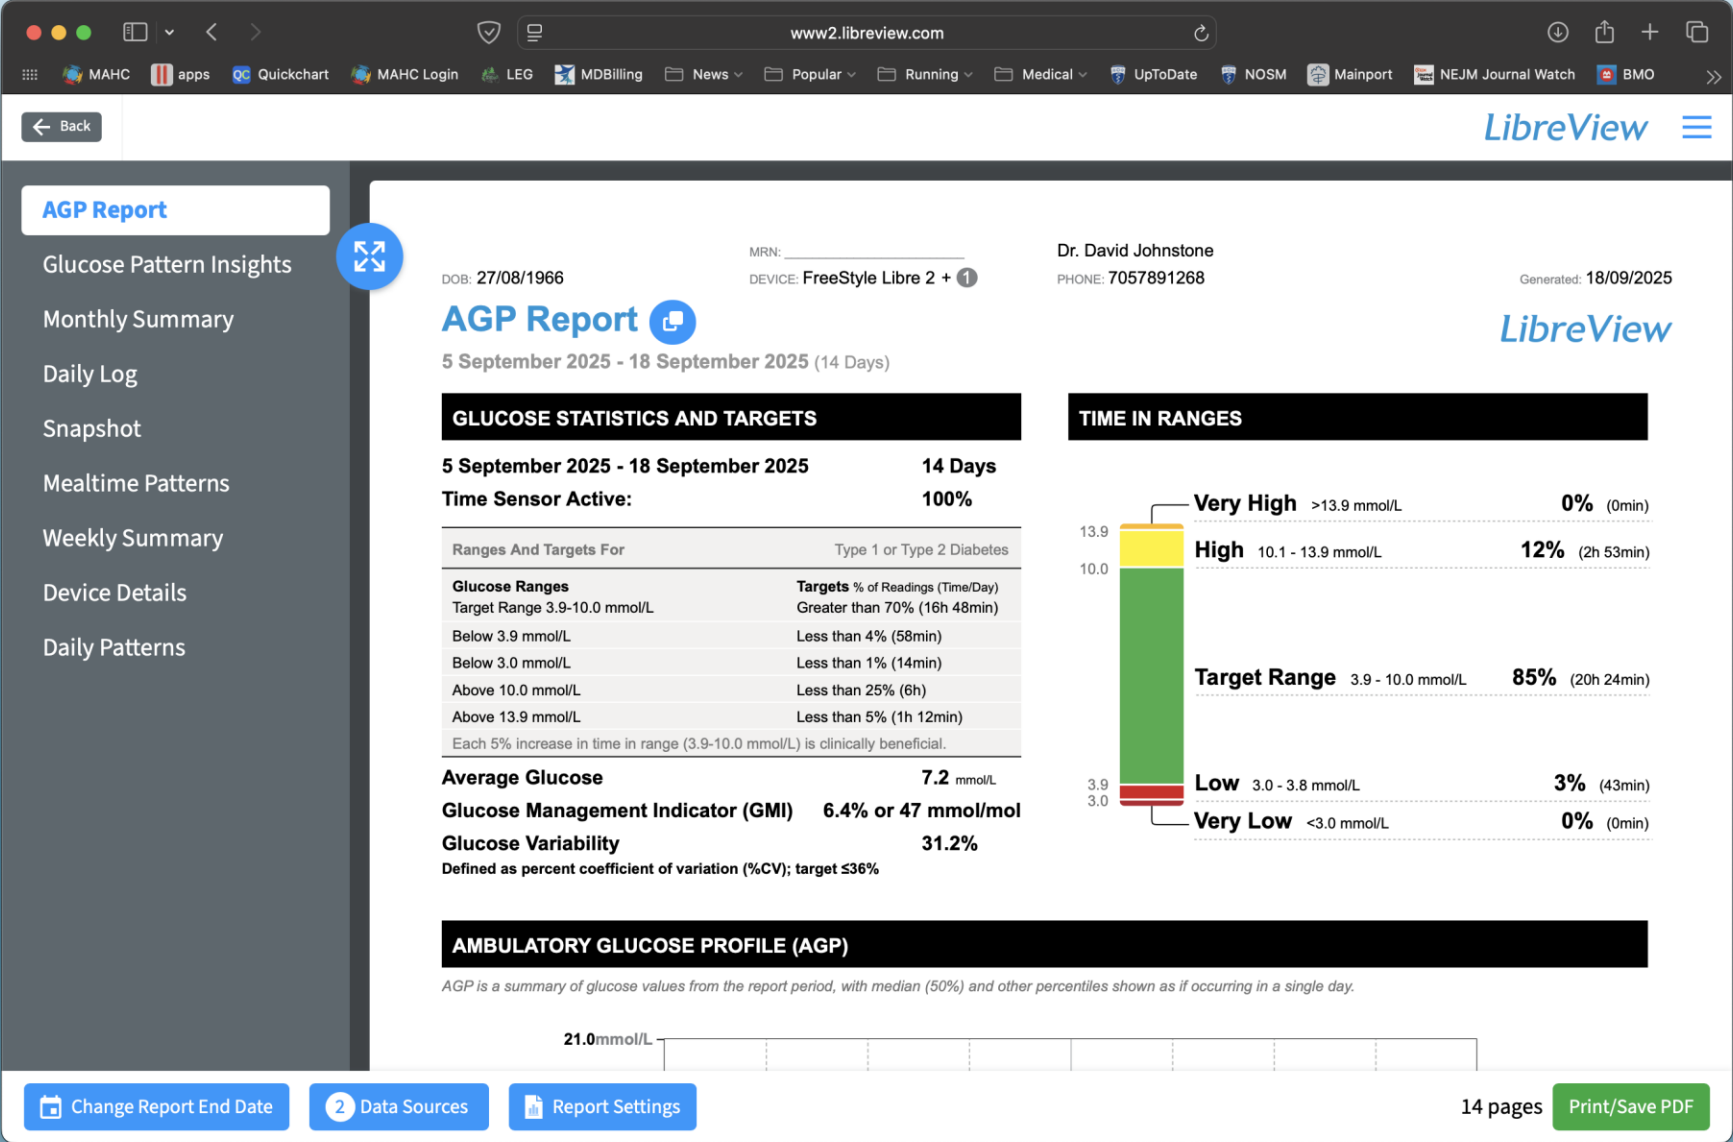 www2.libreview.com
MAHC apps Quickchart MAHC Login LEG MDBilling News Popular Running Medical UpToDate NOSM Mainport NEJM Journal Watch BMO
Back
LibreView
AGP Report
Glucose Pattern Insights
Monthly Summary
Daily Log
Snapshot
Mealtime Patterns
Weekly Summary
Device Details
Daily Patterns
MRN:
Dr. David Johnstone
DOB: 27/08/1966 DEVICE: FreeStyle Libre 2 + 1 PHONE: 7057891268 Generated: 18/09/2025
AGP Report
LibreView
5 September 2025 - 18 September 2025 (14 Days)
GLUCOSE STATISTICS AND TARGETS
5 September 2025 - 18 September 2025 14 Days
Time Sensor Active: 100%
Ranges And Targets For Type 1 or Type 2 Diabetes
Glucose Ranges Targets % of Readings (Time/Day)
Target Range 3.9-10.0 mmol/L Greater than 70% (16h 48min)
Below 3.9 mmol/L Less than 4% (58min)
Below 3.0 mmol/L Less than 1% (14min)
Above 10.0 mmol/L Less than 25% (6h)
Above 13.9 mmol/L Less than 5% (1h 12min)
Each 5% increase in time in range (3.9-10.0 mmol/L) is clinically beneficial.
Average Glucose 7.2 mmol/L
Glucose Management Indicator (GMI) 6.4% or 47 mmol/mol
Glucose Variability 31.2%
Defined as percent coefficient of variation (%CV); target ≤36%
TIME IN RANGES
Very High >13.9 mmol/L 0% (0min)
13.9
High 10.1 - 13.9 mmol/L 12% (2h 53min)
10.0
Target Range 3.9 - 10.0 mmol/L 85% (20h 24min)
3.9
Low 3.0 - 3.8 mmol/L 3% (43min)
3.0
Very Low <3.0 mmol/L 0% (0min)
AMBULATORY GLUCOSE PROFILE (AGP)
AGP is a summary of glucose values from the report period, with median (50%) and other percentiles shown as if occurring in a single day.
21.0mmol/L
Change Report End Date 2 Data Sources Report Settings 14 pages Print/Save PDF